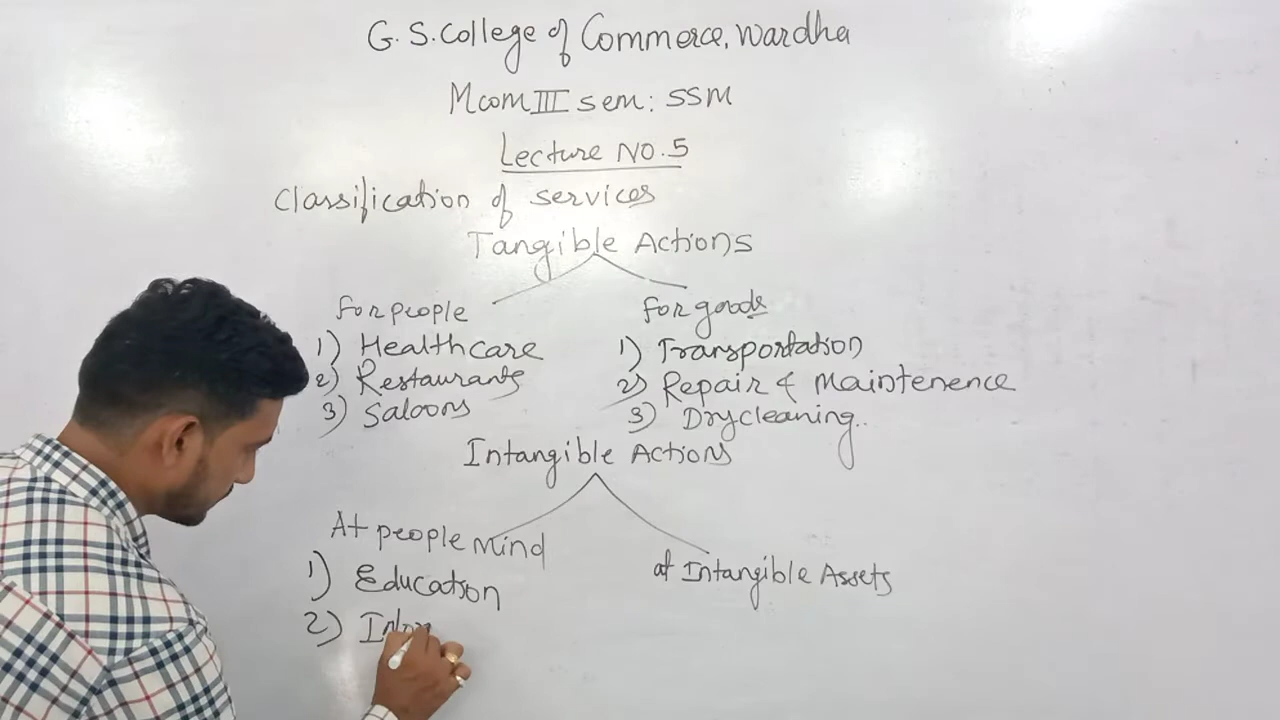 G. S. College of Commerce, Wardha
Mcom III sem: SSM
Lecture No. 5
Classification of services
Tangible Actions
for people
1) Healthcare
2) Restaurants
3) Saloons
for goods
1) Transportation
2) Repair & Maintenence
3) Drycleaning..
Intangible Actions
At people Mind
1) Education
2)
at Intangible Assets